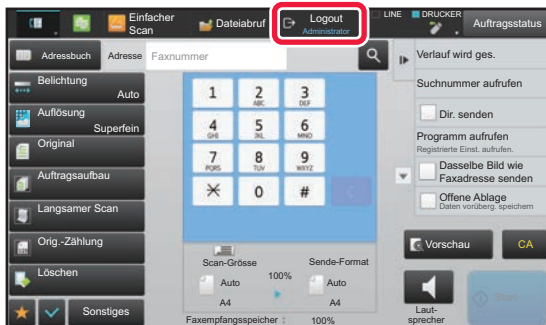 Einfacher Scan
Dateiabruf
Logout
Administrator
LINE
DRUCKER
Auftragsstatus
Adressbuch
Adresse
Faxnummer
Belichtung
Auto
Auflösung
Superfein
Original
Auftragsaufbau
Langsamer Scan
Orig.-Zählung
Löschen
Sonstiges
1
2
ABC
3
DEF
4
GHI
5
JKL
6
MNO
7
PQRS
8
TUV
9
WXYZ
0
#
C
Scan-Grösse
Auto
A4
100%
Sende-Format
Auto
A4
Faxempfangsspeicher : 100%
Verlauf wird ges.
Suchnummer aufrufen
Dir. senden
Programm aufrufen
Registrierte Einst. aufrufen.
Dasselbe Bild wie
Faxadresse senden
Offene Ablage
Daten vorüberg. speichern
Vorschau
CA
Laut-
sprecher
Start